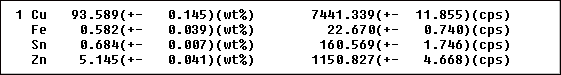 1 Cu 93.589(+- 0.145)(wt%) 7441.339(+- 11.855)(cps)
Fe 0.582(+- 0.039)(wt%) 22.670(+- 0.740)(cps)
Sn 0.684(+- 0.007)(wt%) 160.569(+- 1.746)(cps)
Zn 5.145(+- 0.041)(wt%) 1150.827(+- 4.668)(cps)